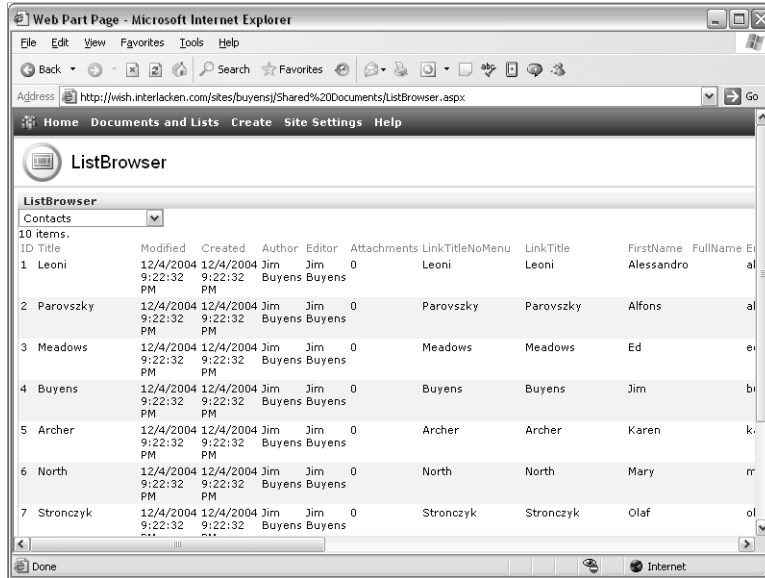 Web Part Page - Microsoft Internet Explorer
File Edit View Favorites Tools Help
Back Search Favorites
Address http://wish.interlacken.com/sites/buyensj/Shared%20Documents/ListBrowser.aspx Go
Home Documents and Lists Create Site Settings Help
ListBrowser
ListBrowser
Contacts
10 items.
ID Title Modified Created Author Editor Attachments LinkTitleNoMenu LinkTitle FirstName FullName
1 Leoni 12/4/2004 12/4/2004 Jim Jim 0 Leoni Leoni Alessandro
9:22:32 9:22:32 Buyens Buyens
PM PM
2 Parovszky 12/4/2004 12/4/2004 Jim Jim 0 Parovszky Parovszky Alfons
9:22:32 9:22:32 Buyens Buyens
PM PM
3 Meadows 12/4/2004 12/4/2004 Jim Jim 0 Meadows Meadows Ed
9:22:32 9:22:32 Buyens Buyens
PM PM
4 Buyens 12/4/2004 12/4/2004 Jim Jim 0 Buyens Buyens Jim
9:22:32 9:22:32 Buyens Buyens
PM PM
5 Archer 12/4/2004 12/4/2004 Jim Jim 0 Archer Archer Karen
9:22:32 9:22:32 Buyens Buyens
PM PM
6 North 12/4/2004 12/4/2004 Jim Jim 0 North North Mary
9:22:32 9:22:32 Buyens Buyens
PM PM
7 Stronczyk 12/4/2004 12/4/2004 Jim Jim 0 Stronczyk Stronczyk Olaf
9:22:32 9:22:32 Buyens Buyens
Done Internet